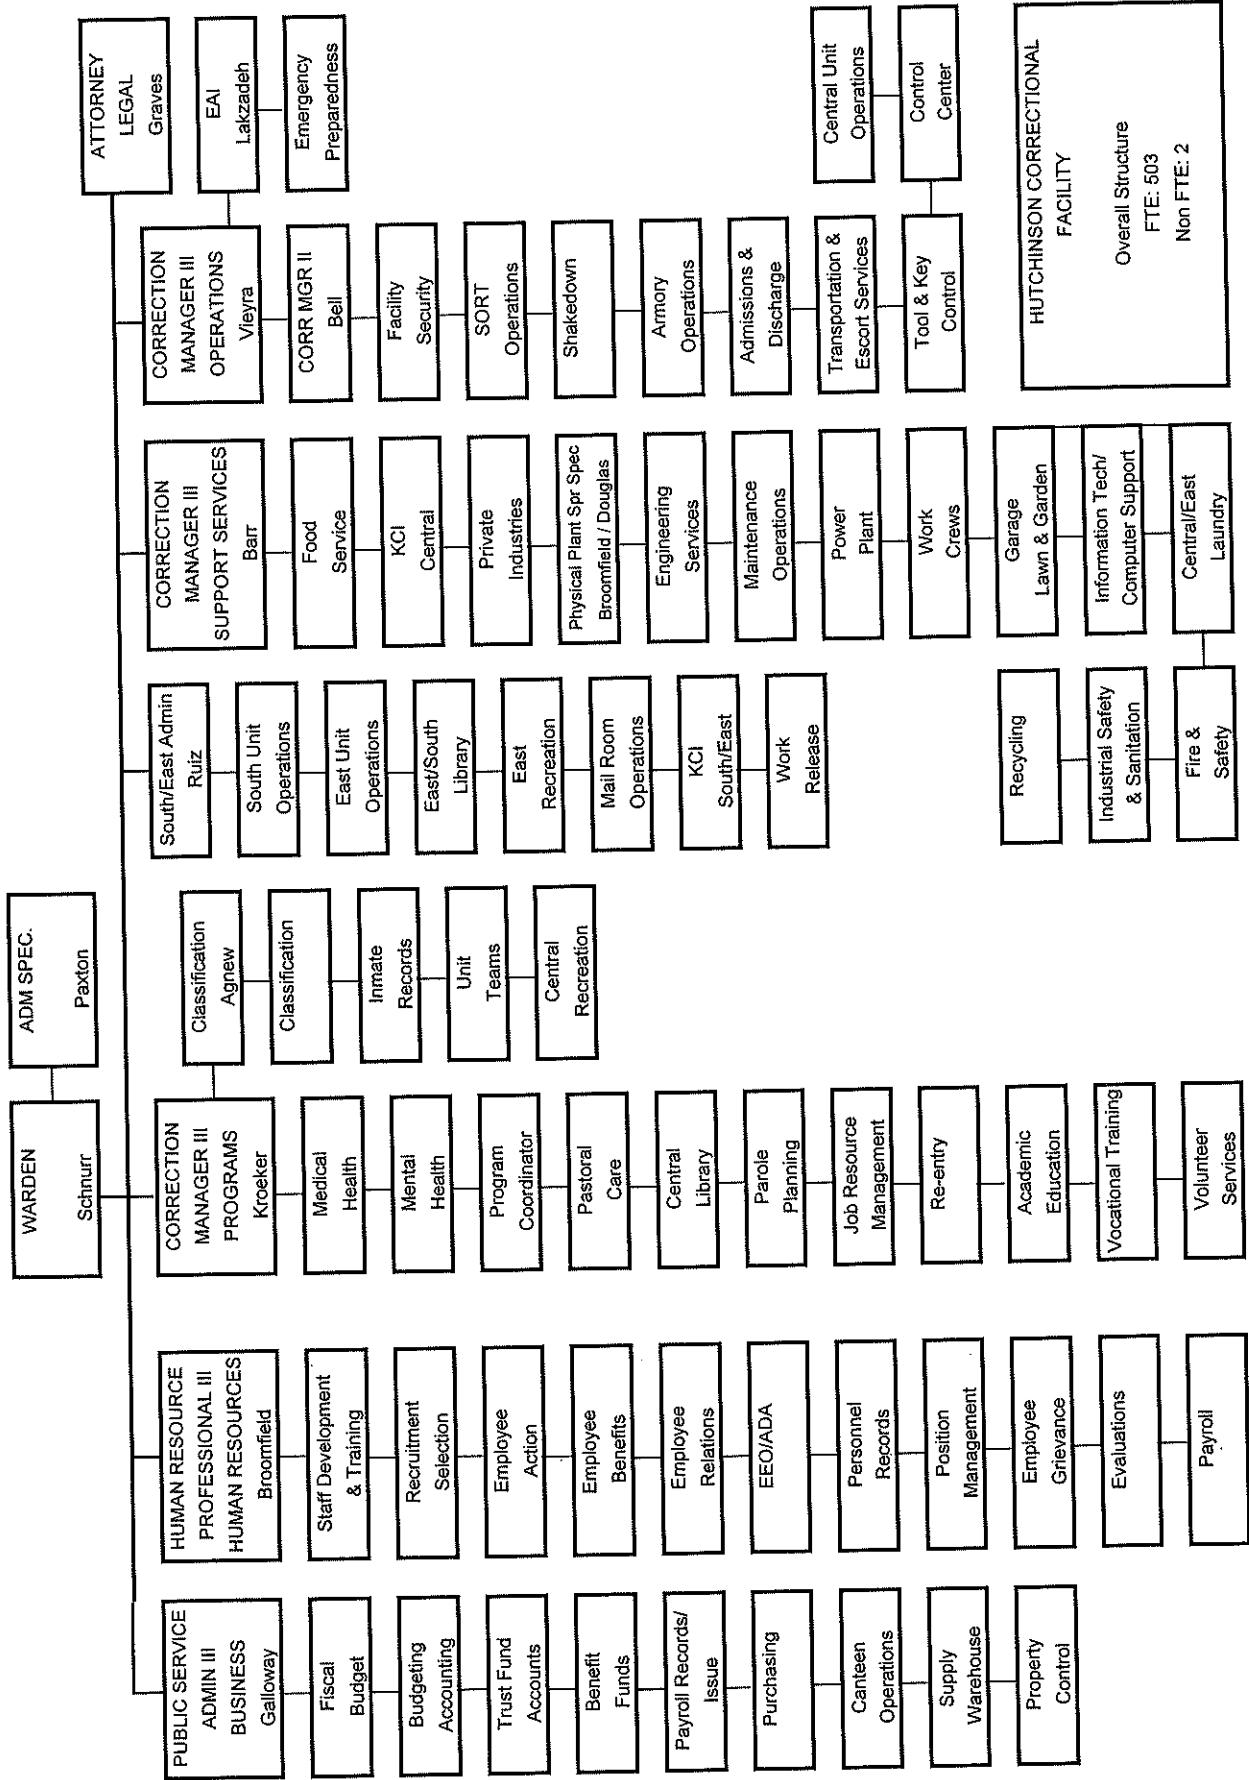 WARDEN
Schnurr
ADM SPEC.
Paxton
PUBLIC SERVICE
ADMIN III
BUSINESS
Galloway
Fiscal
Budget
Budgeting
Accounting
Trust Fund
Accounts
Benefit
Funds
Payroll Records/
Issue
Purchasing
Canteen
Operations
Supply
Warehouse
Property
Control
HUMAN RESOURCE
PROFESSIONAL III
HUMAN RESOURCES
Broomfield
Staff Development
& Training
Recruitment
Selection
Employee
Action
Employee
Benefits
Employee
Relations
EEO/ADA
Personnel
Records
Position
Management
Employee
Grievance
Evaluations
Payroll
CORRECTION
MANAGER III
PROGRAMS
Kroeker
Medical
Health
Mental
Health
Program
Coordinator
Pastoral
Care
Central
Library
Parole
Planning
Job Resource
Management
Re-entry
Academic
Education
Vocational Training
Volunteer
Services
Classification
Agnew
Classification
Inmate
Records
Unit
Teams
Central
Recreation
South/East Admin
Ruiz
South Unit
Operations
East Unit
Operations
East/South
Library
East
Recreation
Mail Room
Operations
KCI
South/East
Work
Release
CORRECTION
MANAGER III
SUPPORT SERVICES
Barr
Food
Service
KCI
Central
Private
Industries
Physical Plant Spr Spec
Broomfield / Douglas
Engineering
Services
Maintenance
Operations
Power
Plant
Work
Crews
Garage
Lawn & Garden
Information Tech/
Computer Support
Central/East
Laundry
Recycling
Industrial Safety
& Sanitation
Fire &
Safety
CORRECTION
MANAGER III
OPERATIONS
Vieyra
CORR MGR II
Bell
Facility
Security
SORT
Operations
Shakedown
Armory
Operations
Admissions &
Discharge
Transportation &
Escort Services
Tool & Key
Control
Central Unit
Operations
Control
Center
ATTORNEY
LEGAL
Graves
EAI
Lakzadeh
Emergency
Preparedness
HUTCHINSON CORRECTIONAL
FACILITY
Overall Structure
FTE: 503
Non FTE: 2